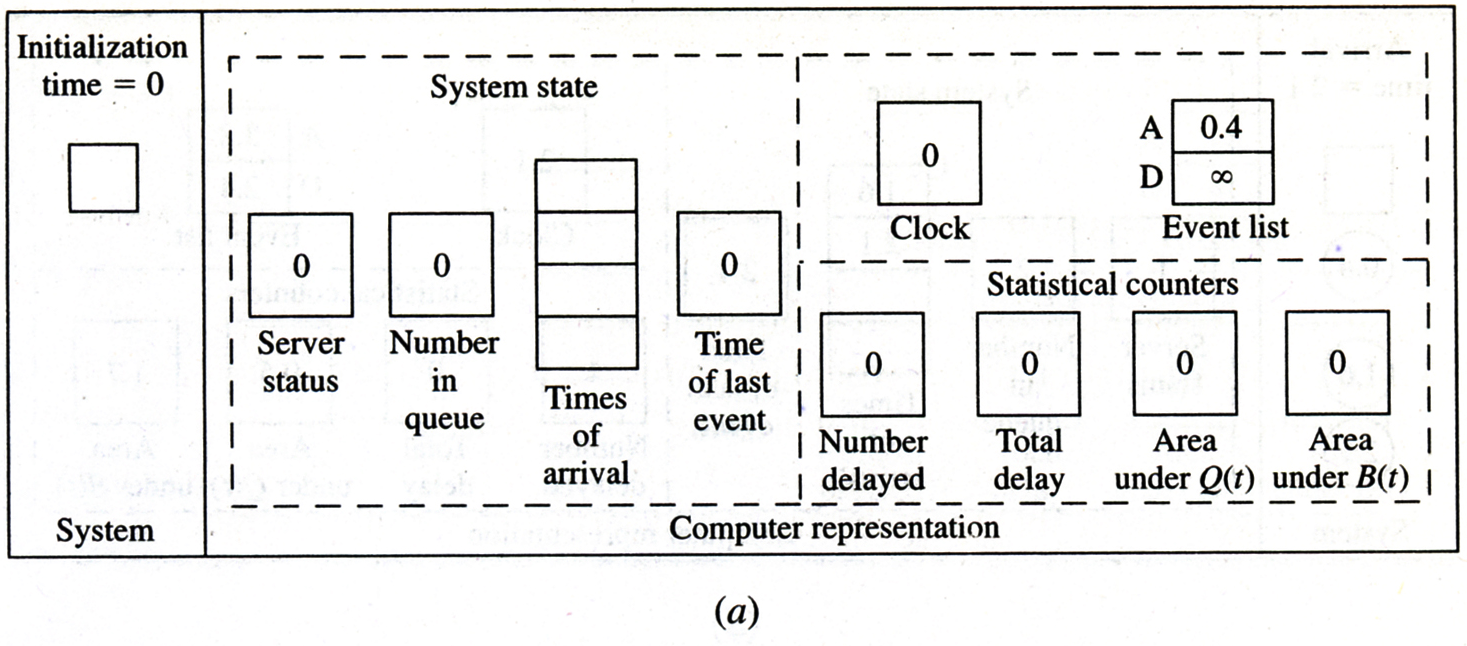 Initialization
time = 0
System
System state
0
Server
status
0
Number
in
queue
Times
of
arrival
0
Time
of last
event
0
Clock
A 0.4
D ∞
Event list
Statistical counters
0
Number
delayed
0
Total
delay
0
Area
under Q(t)
0
Area
under B(t)
Computer representation
(a)